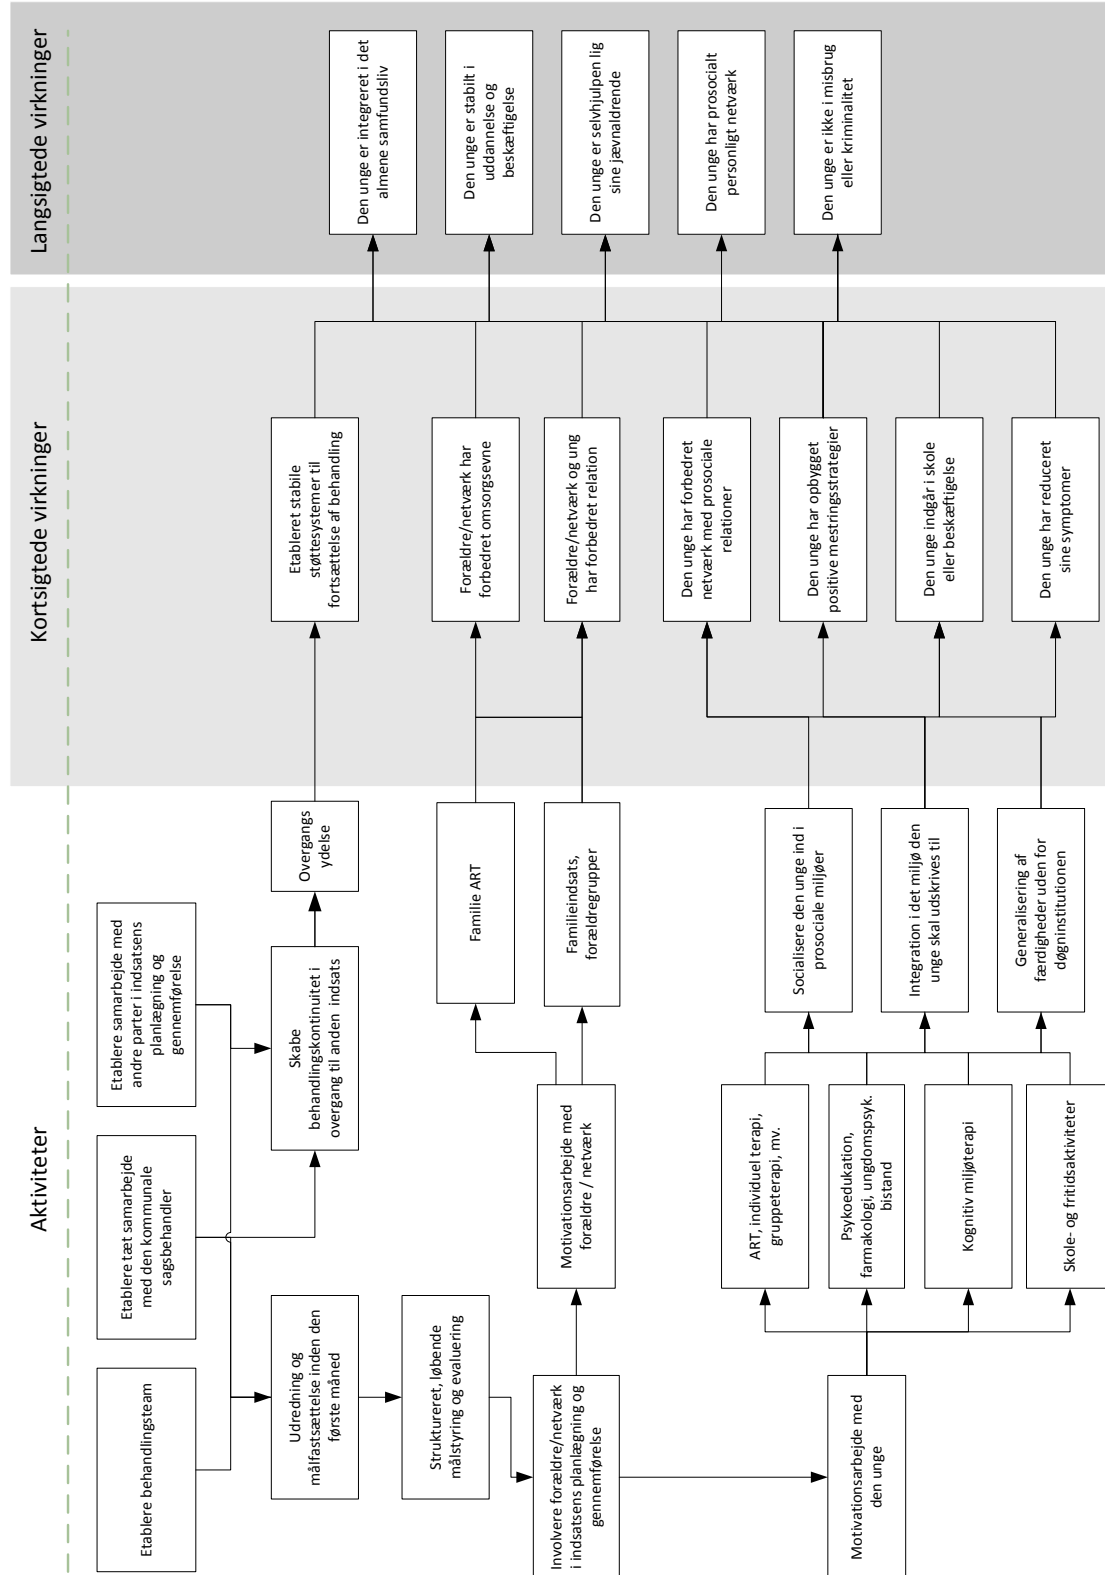 Aktiviteter
Kortsigtede virkninger
Langsigtede virkninger
Etablere behandlingsteam
Etablere tæt samarbejde
med den kommunale
sagsbehandler
Etablere samarbejde med
andre parter i indsatsens
planlægning og
gennemførelse
Udredning og
målfastsættelse inden den
første måned
Skabe
behandlingskontinuitet i
overgang til anden indsats
Overgangs
ydelse
Etableret stabile
støttesystemer til
fortsættelse af behandling
Den unge er integreret i det
almene samfundsliv
Struktureret, løbende
målstyring og evaluering
Familie ART
Forældre/netværk har
forbedret omsorgsevne
Den unge er stabilt i
uddannelse og
beskæftigelse
Involvere forældre/netværk
i indsatsens planlægning og
gennemførelse
Motivationsarbejde med
forældre / netværk
Familieindsats,
forældregrupper
Forældre/netværk og ung
har forbedret relation
Den unge er selvhjulpen lig
sine jævnaldrende
ART, individuel terapi,
gruppeterapi, mv.
Socialisere den unge ind i
prosociale miljøer
Den unge har forbedret
netværk med prosociale
relationer
Den unge har prosocialt
personligt netværk
Motivationsarbejde med
den unge
Psykoedukation,
farmakologi, ungdomspsyk.
bistand
Integration i det miljø den
unge skal udskrives til
Den unge har opbygget
positive mestringsstrategier
Den unge er ikke i misbrug
eller kriminalitet
Kognitiv miljøterapi
Den unge indgår i skole
eller beskæftigelse
Skole- og fritidsaktiviteter
Generalisering af
færdigheder uden for
døgninstitutionen
Den unge har reduceret
sine symptomer